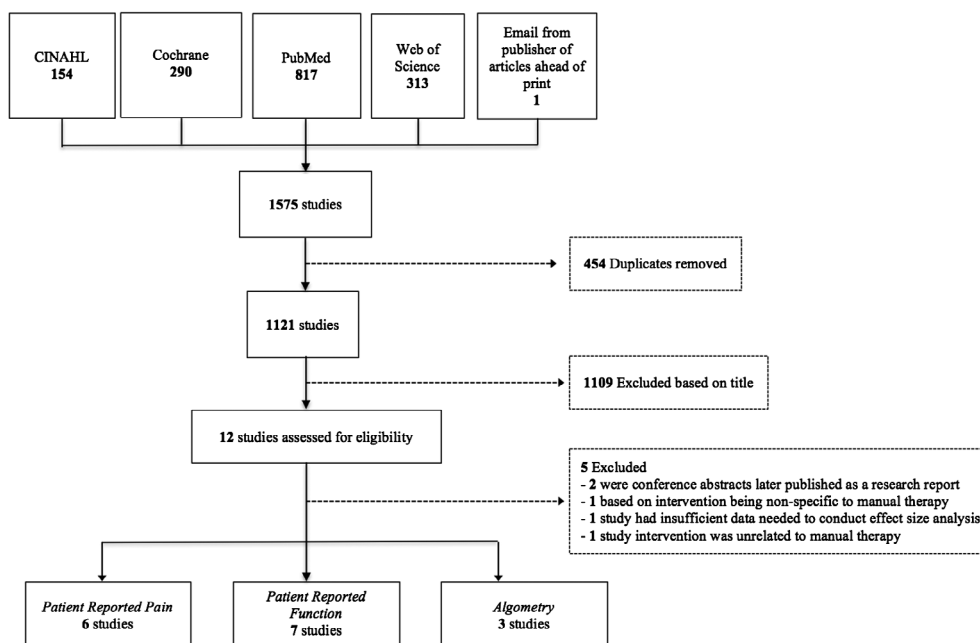 CINAHL
154
Cochrane
290
PubMed
817
Web of
Science
313
Email from
publisher of
articles ahead of
print
1
1575 studies
454 Duplicates removed
1121 studies
1109 Excluded based on title
12 studies assessed for eligibility
5 Excluded
- 2 were conference abstracts later published as a research report
- 1 based on intervention being non-specific to manual therapy
- 1 study had insufficient data needed to conduct effect size analysis
- 1 study intervention was unrelated to manual therapy
Patient Reported Pain
6 studies
Patient Reported
Function
7 studies
Algometry
3 studies